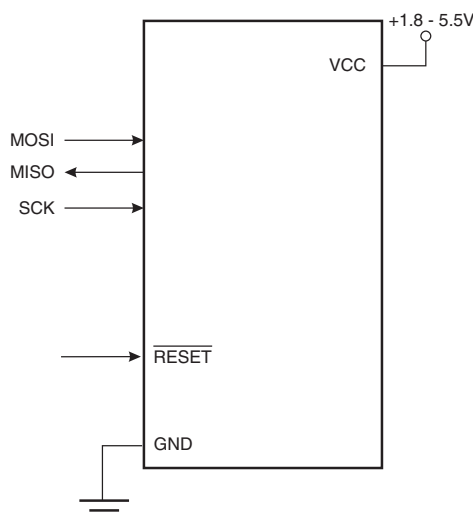 +1.8 - 5.5V
VCC
MOSI
MISO
SCK
RESET
GND